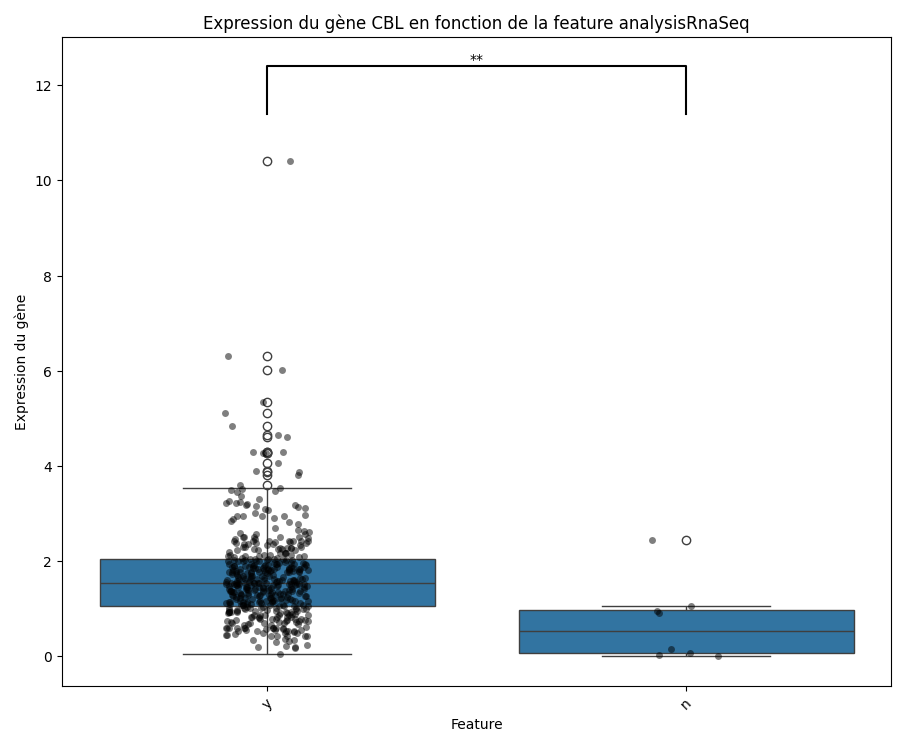 Expression du gène CBL en fonction de la feature analysisRnaSeq
**
12
10
8
6
4
2
0
Expression du gène
y
n
Feature